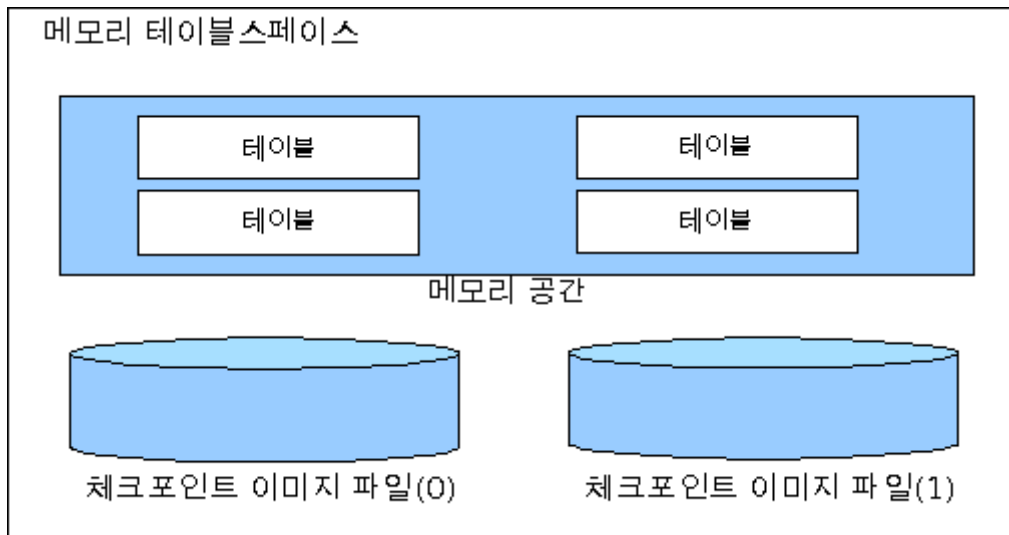 메모리 테이블스페이스
테이블 테이블
테이블 테이블
메모리 공간
체크포인트 이미지 파일(0) 체크포인트 이미지 파일(1)